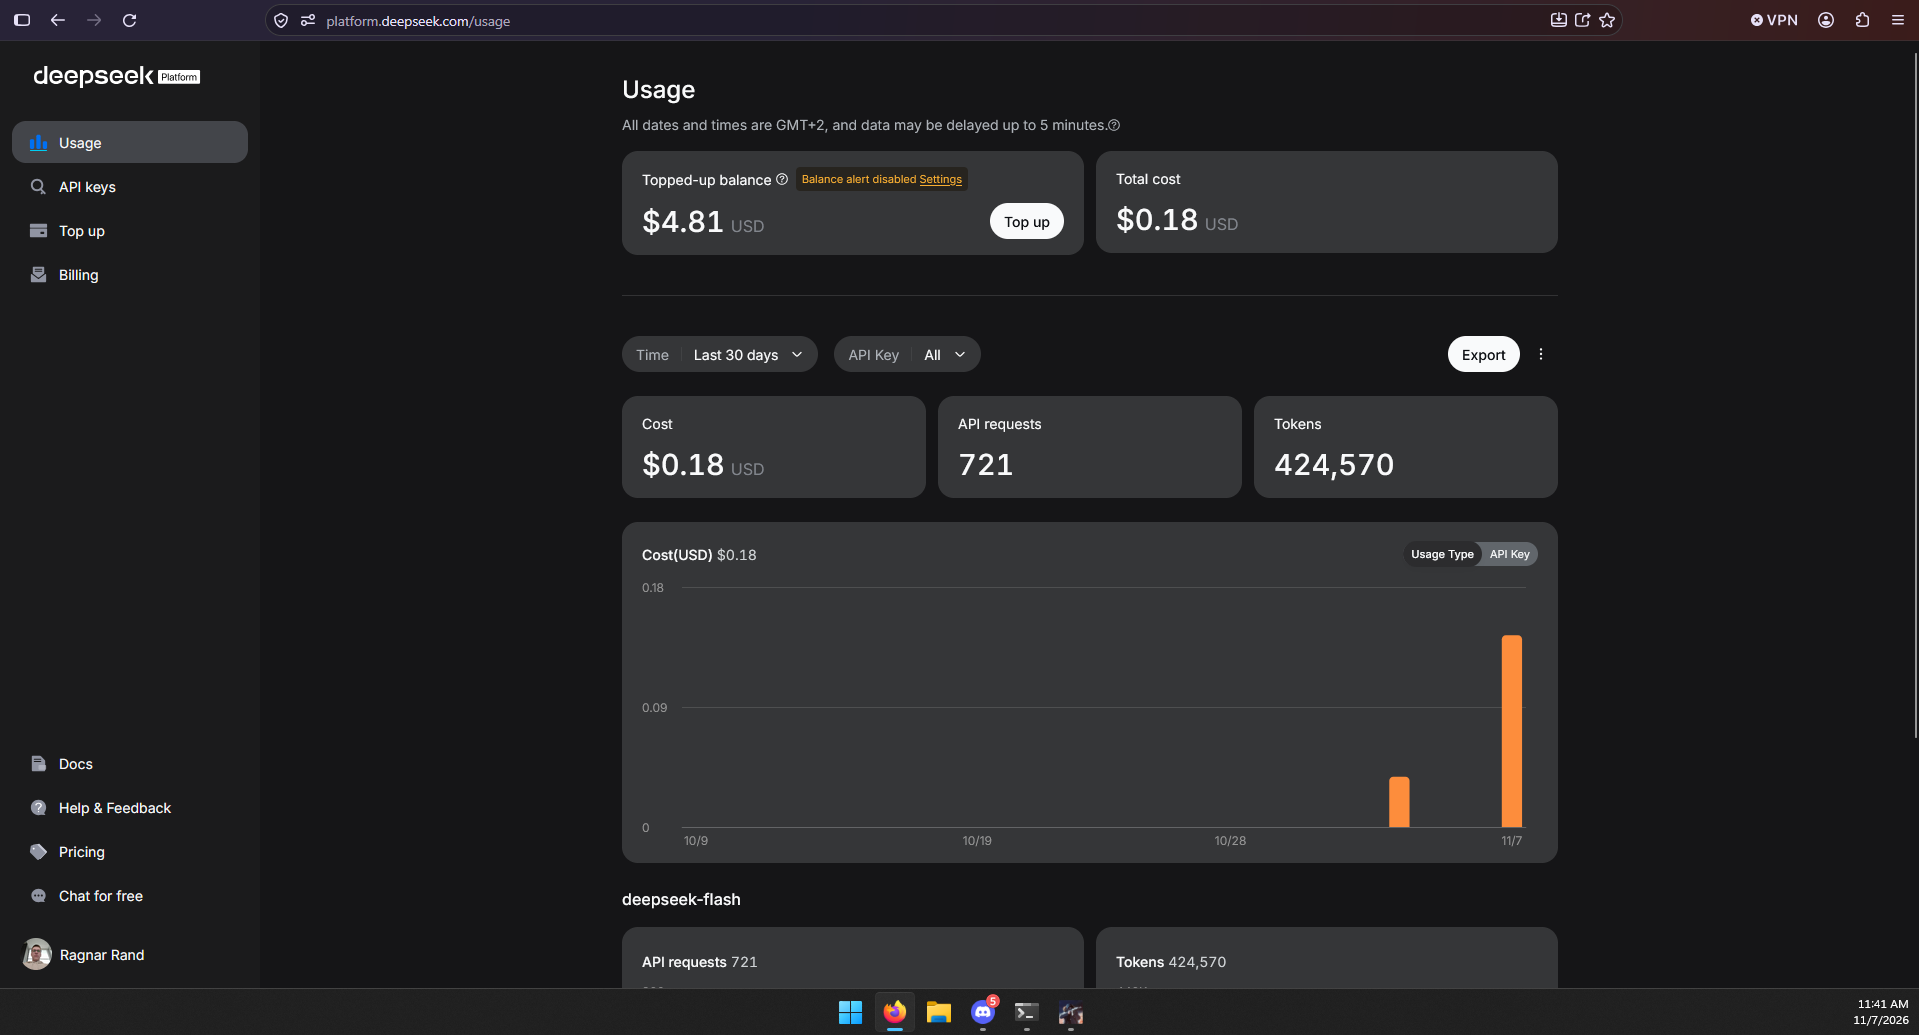 platform.deepseek.com/usage
VPN
deepseek Platform
Usage
API keys
Top up
Billing
Docs
Help & Feedback
Pricing
Chat for free
Ragnar Rand
Usage
All dates and times are GMT+2, and data may be delayed up to 5 minutes.
Topped-up balance Balance alert disabled Settings
$4.81 USD
Top up
Total cost
$0.18 USD
Time Last 30 days
API Key All
Export
Cost
$0.18 USD
API requests
721
Tokens
424,570
Cost(USD) $0.18
Usage Type API Key
0.18
0.09
0
10/9 10/19 10/28 11/7
deepseek-flash
API requests 721
Tokens 424,570
5
11:41 AM
11/7/2026